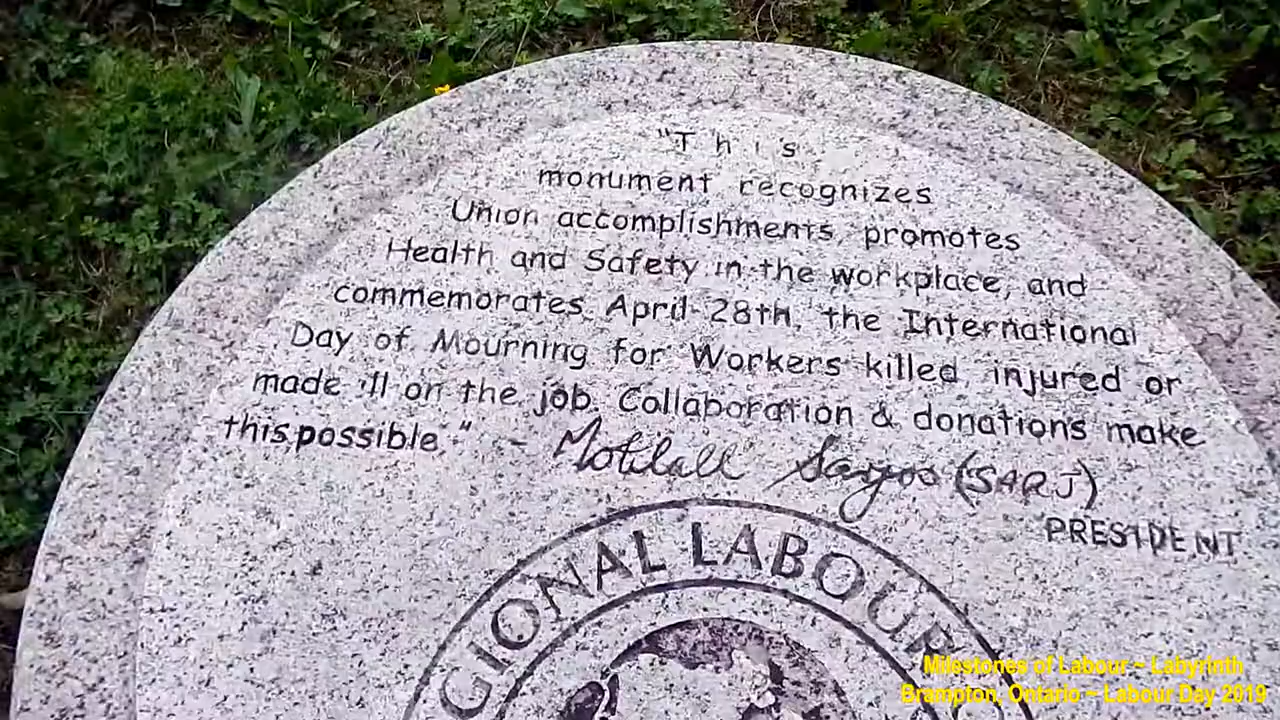 "This
monument recognizes
Union accomplishments, promotes
Health and Safety in the workplace, and
commemorates April 28th, the International
Day of Mourning for Workers killed, injured or
made ill on the job. Collaboration & donations make
this possible." - Motilall Sarjoo (SARJ)
PRESIDENT
GIONAL LABOUR
Milestones of Labour ~ Labyrinth
Brampton, Ontario ~ Labour Day 2019